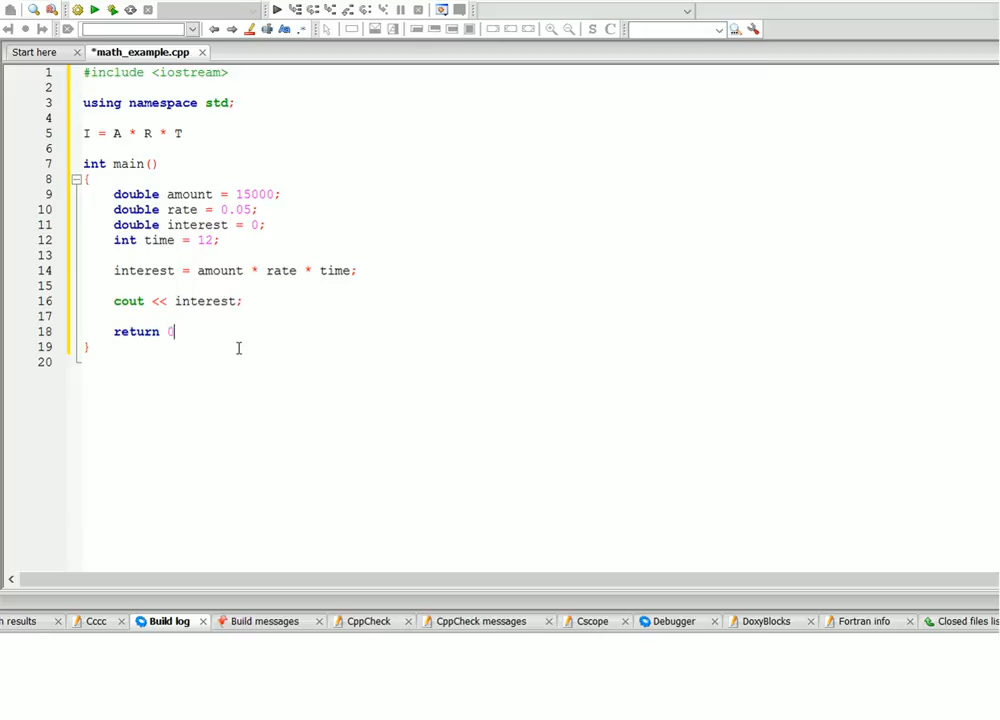 Start here
*math_example.cpp
1 #include <iostream>
2
3 using namespace std;
4
5 I = A * R * T
6
7 int main()
8 {
9 double amount = 15000;
10 double rate = 0.05;
11 double interest = 0;
12 int time = 12;
13
14 interest = amount * rate * time;
15
16 cout << interest;
17
18 return 0
19 }
20
h results Cccc Build log Build messages CppCheck CppCheck messages Cscope Debugger DoxyBlocks Fortran info Closed files lis